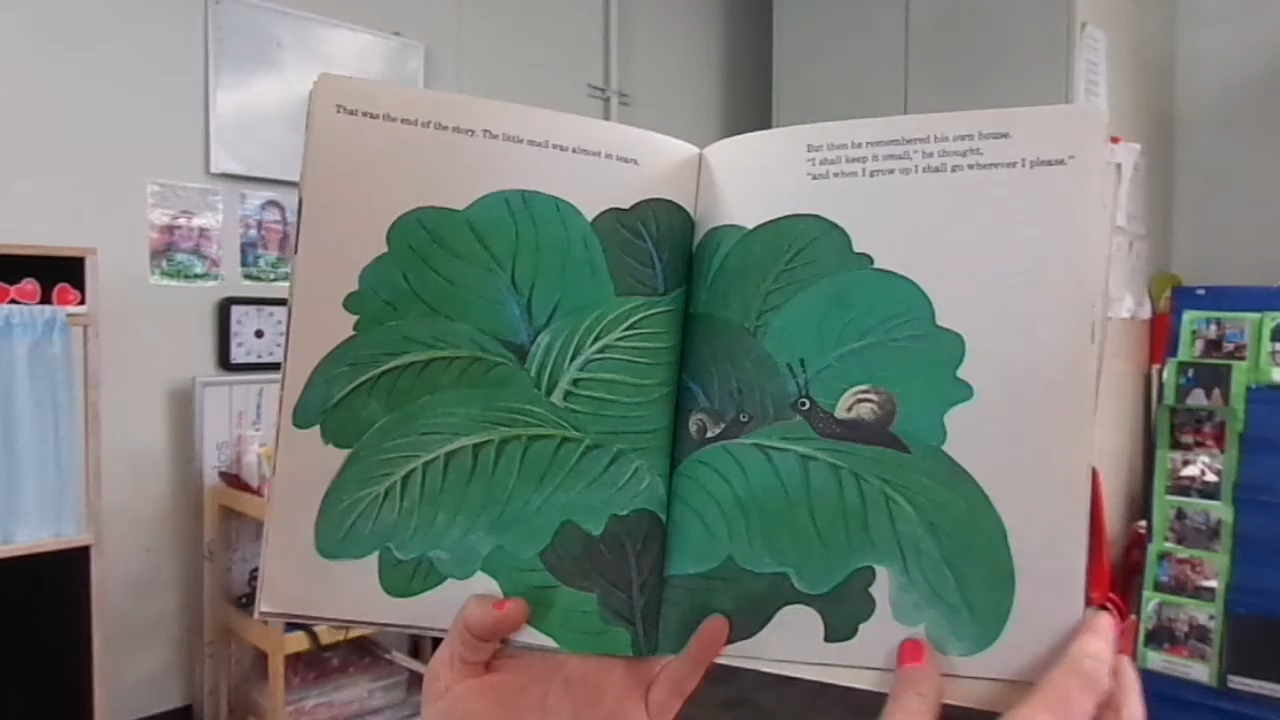 That was the end of the story. The little snail was almost in tears.
But then he remembered his own house.
"I shall keep it small," he thought,
"and when I grow up I shall go wherever I please."